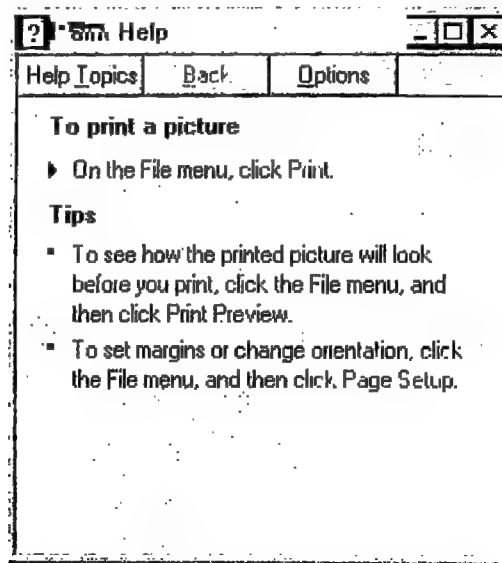 Help
Help Topics Back Options
To print a picture
On the File menu, click Print.
Tips
▪ To see how the printed picture will look
before you print, click the File menu, and
then click Print Preview.
▪ To set margins or change orientation, click
the File menu, and then click Page Setup.